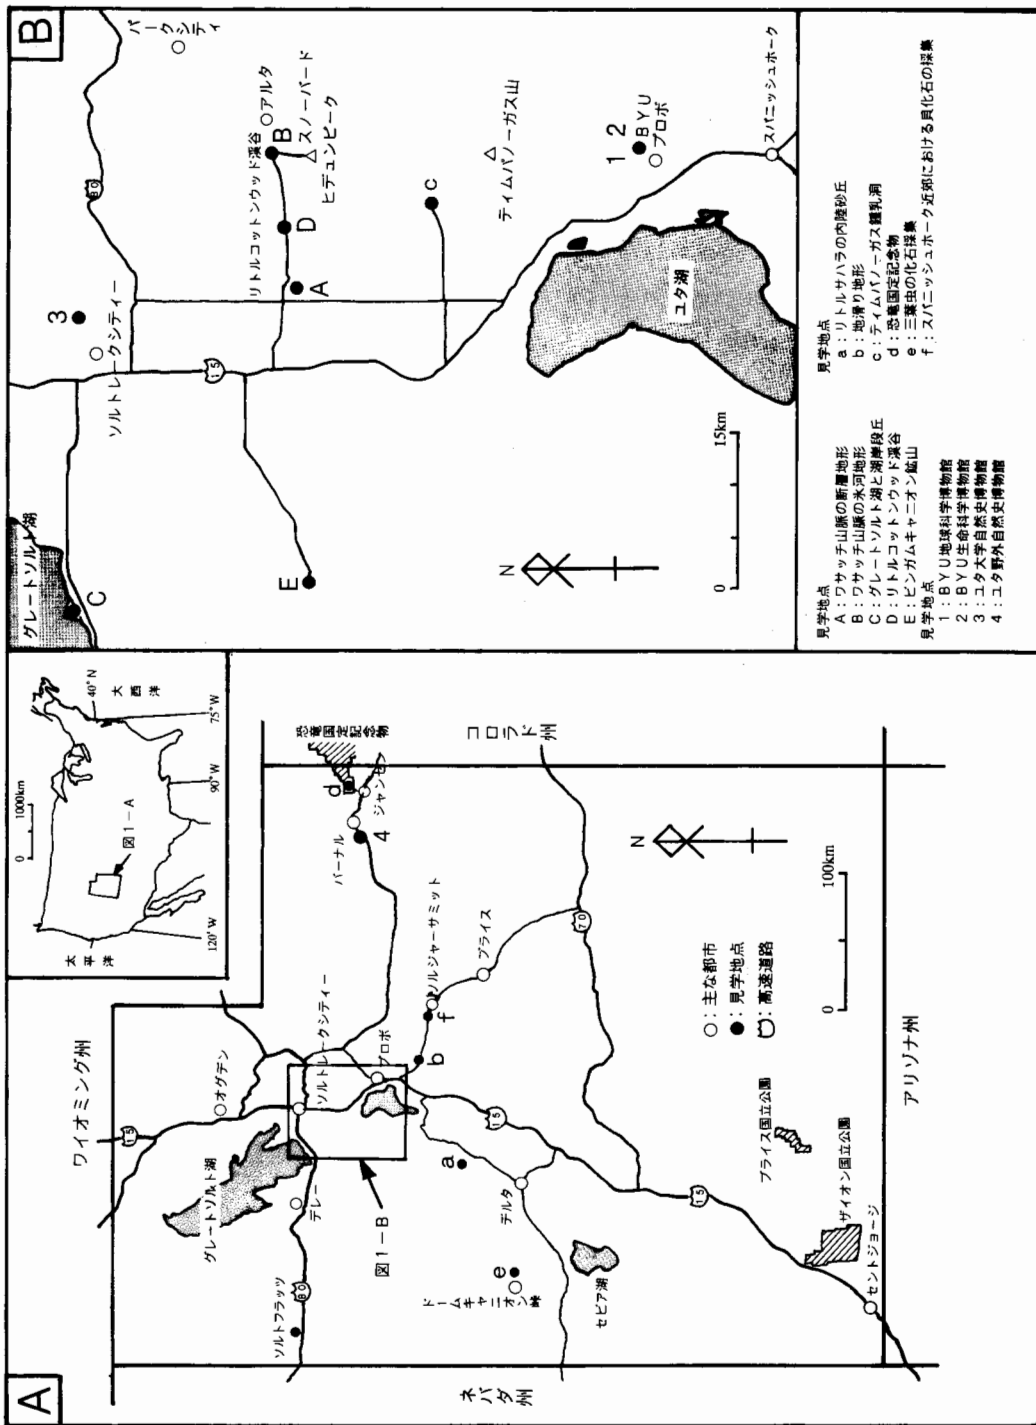 A
ワイオミング州
ネバダ州
コロラド州
アリゾナ州
グレートソルト湖
オグデン
ソルトレークシティー
ソルトフラッツ
デレー
プロボ
図1-B
15
80
15
15
70
a
b
d
e
f
4
バーナル
ジャンセン
恐竜国定記念物
ソルジャーサミット
プライス
デルタ
ドームキャニオン峠
セビア湖
ブライス国立公園
ザイオン国立公園
セントジョージ
○：主な都市
●：見学地点
：高速道路
N
0
100km
0
1000km
図1-A
太平洋
大西洋
40°N
120°W
90°W
75°W
B
グレートソルト湖
C
3
ソルトレークシティー
80
15
パークシティ
リトルコットンウッド渓谷
アルタ
B
スノーバード
ヒデュンピーク
D
A
E
c
ティムパノーガス山
1 2
BYU
プロボ
ユタ湖
スパニッシュホーク
N
0
15km
見学地点
A：ワサッチ山脈の断層地形
B：ワサッチ山脈の氷河地形
C：グレートソルト湖と湖岸段丘
D：リトルコットンウッド渓谷
E：ビンガムキャニオン鉱山
見学地点
1：BYU地球科学博物館
2：BYU生命科学博物館
3：ユタ大学自然史博物館
4：ユタ野外自然史博物館
見学地点
a：リトルサハラの内陸砂丘
b：地滑り地形
c：ティムパノーガス鍾乳洞
d：恐竜国定記念物
e：三葉虫の化石採集
f：スパニッシュホーク近郊における貝化石の採集